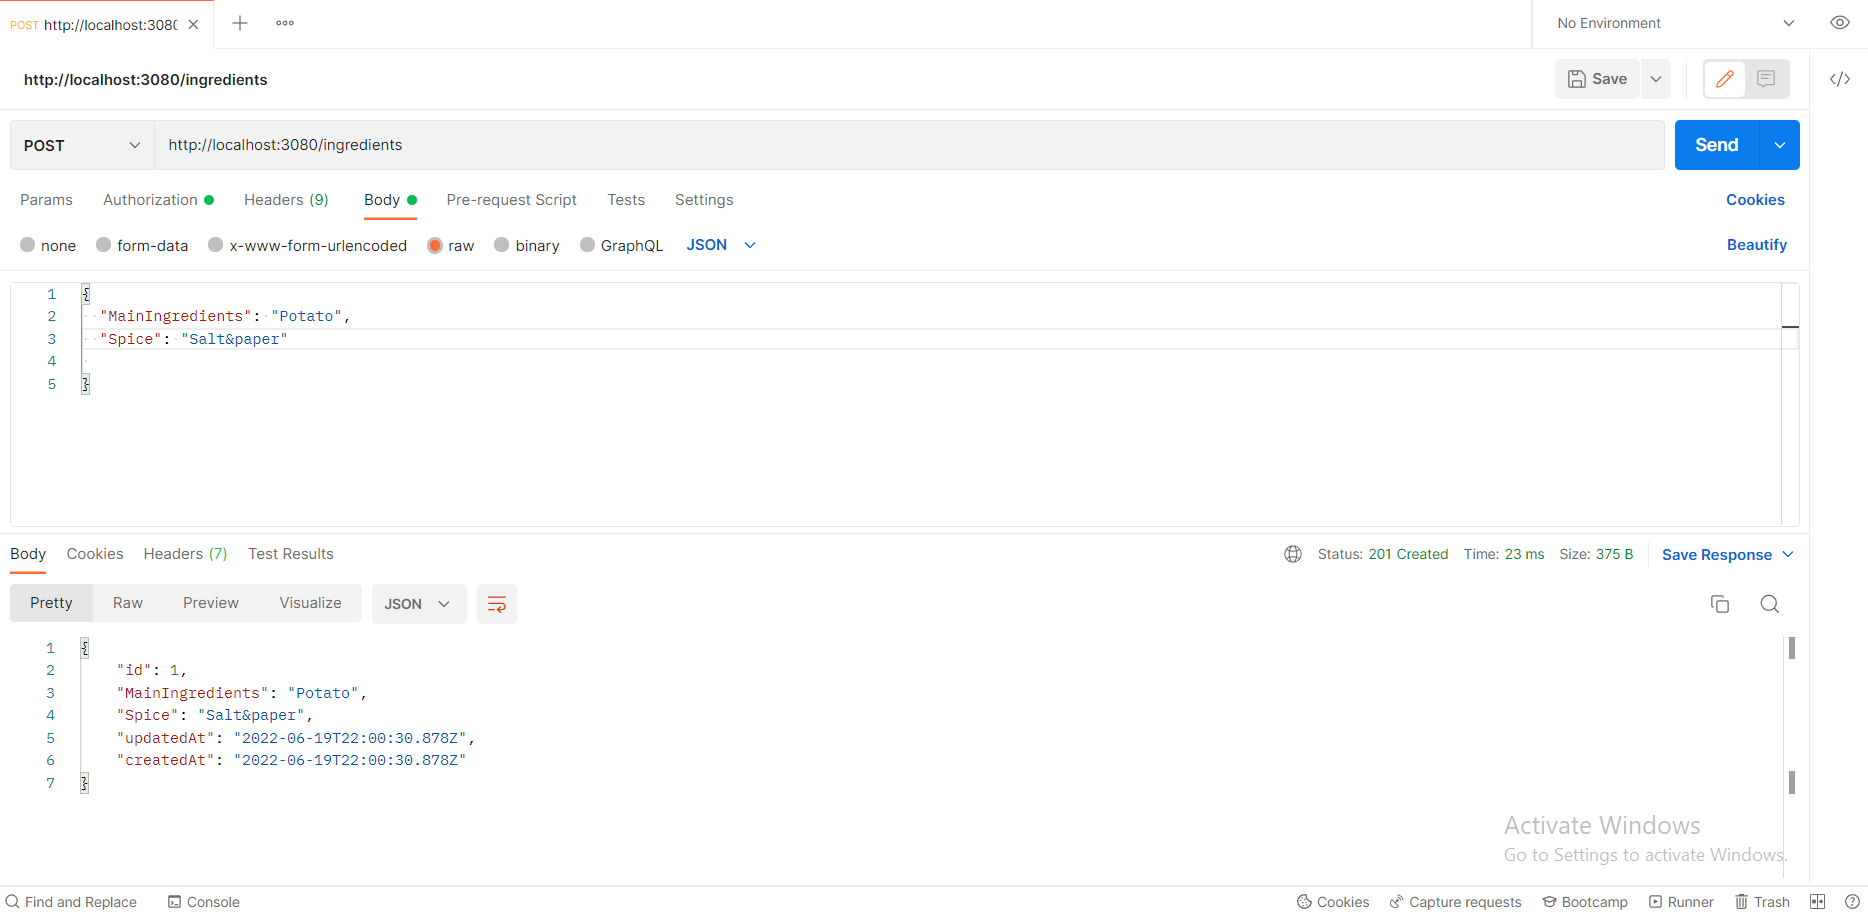 POST http://localhost:308
No Environment
http://localhost:3080/ingredients
Save
POST http://localhost:3080/ingredients
Send
Params Authorization Headers (9) Body Pre-request Script Tests Settings
Cookies
none form-data x-www-form-urlencoded raw binary GraphQL JSON
Beautify
1 {
2 "MainIngredients": "Potato",
3 "Spice": "Salt&paper"
4
5 }
Body Cookies Headers (7) Test Results
Status: 201 Created Time: 23 ms Size: 375 B Save Response
Pretty Raw Preview Visualize JSON
1 {
2 "id": 1,
3 "MainIngredients": "Potato",
4 "Spice": "Salt&paper",
5 "updatedAt": "2022-06-19T22:00:30.878Z",
6 "createdAt": "2022-06-19T22:00:30.878Z"
7 }
Activate Windows
Go to Settings to activate Windows.
Find and Replace Console
Cookies Capture requests Bootcamp Runner Trash